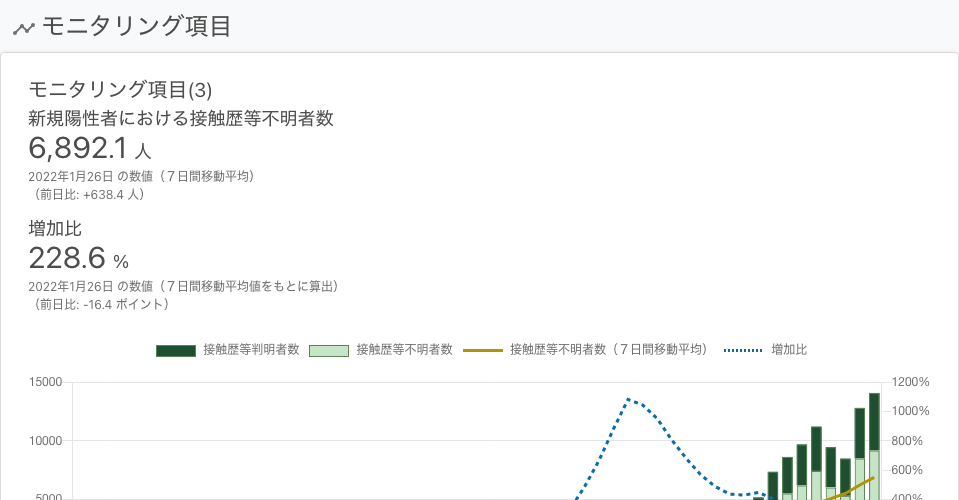 モニタリング項目
モニタリング項目(3)
新規陽性者における接触歴等不明者数
6,892.1 人
2022年1月26日 の数値（７日間移動平均）
（前日比: +638.4 人）
増加比
228.6 %
2022年1月26日 の数値（７日間移動平均値をもとに算出）
（前日比: -16.4 ポイント）
接触歴等判明者数 接触歴等不明者数 接触歴等不明者数（７日間移動平均） 増加比
15000 1200%
1000%
10000 800%
600%
5000 400%